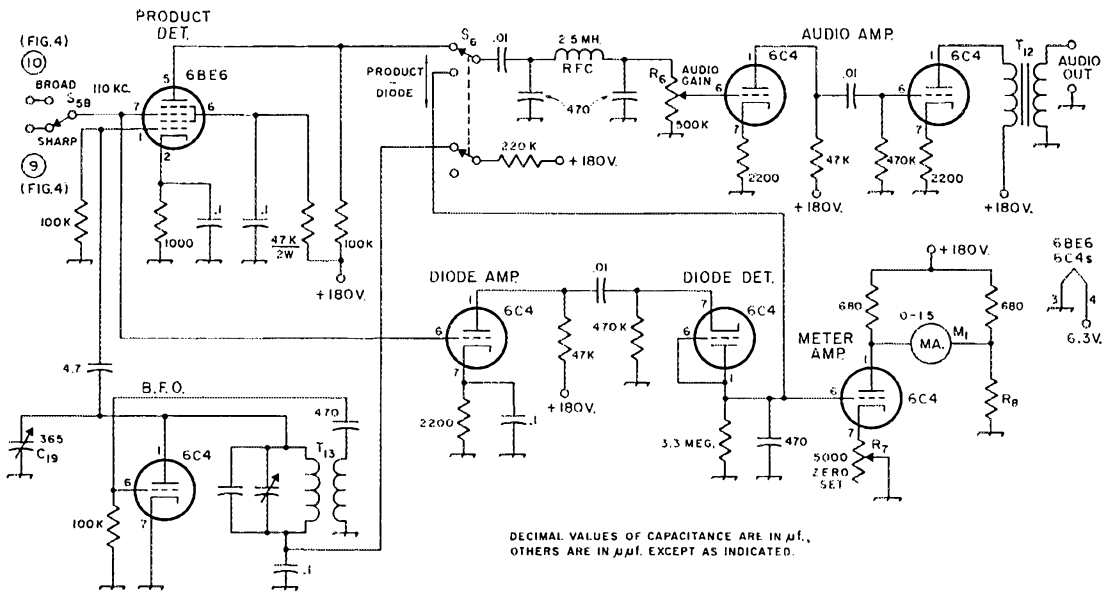 PRODUCT
DET.
(FIG.4)
10
BROAD
S5B
110 KC.
6BE6
5
7
6
1
2
SHARP
9
(FIG.4)
100K
1000
.1
.1
47K
2W
100K
+180V.
S6
PRODUCT
-
DIODE
.01
2.5 MH.
RFC
470
R6
AUDIO
GAIN
500K
220K
+180V.
AUDIO AMP.
1
6C4
6
7
2200
47K
+180V.
.01
470K
1
6C4
6
7
2200
T12
AUDIO
OUT
+180V.
DIODE AMP.
1
6C4
6
7
2200
.1
47K
+180V.
.01
470K
DIODE DET.
7
6C4
6
1
3.3 MEG.
470
METER
AMP.
+180V.
680
680
0-15
MA.
M1
1
6
6C4
7
R7
5000
ZERO
SET
R8
6BE6
6C4s
3
4
6.3V.
4.7
B.F.O.
365
C19
1
6C4
6
7
100K
470
T13
.1
DECIMAL VALUES OF CAPACITANCE ARE IN µf.,
OTHERS ARE IN µµf. EXCEPT AS INDICATED.